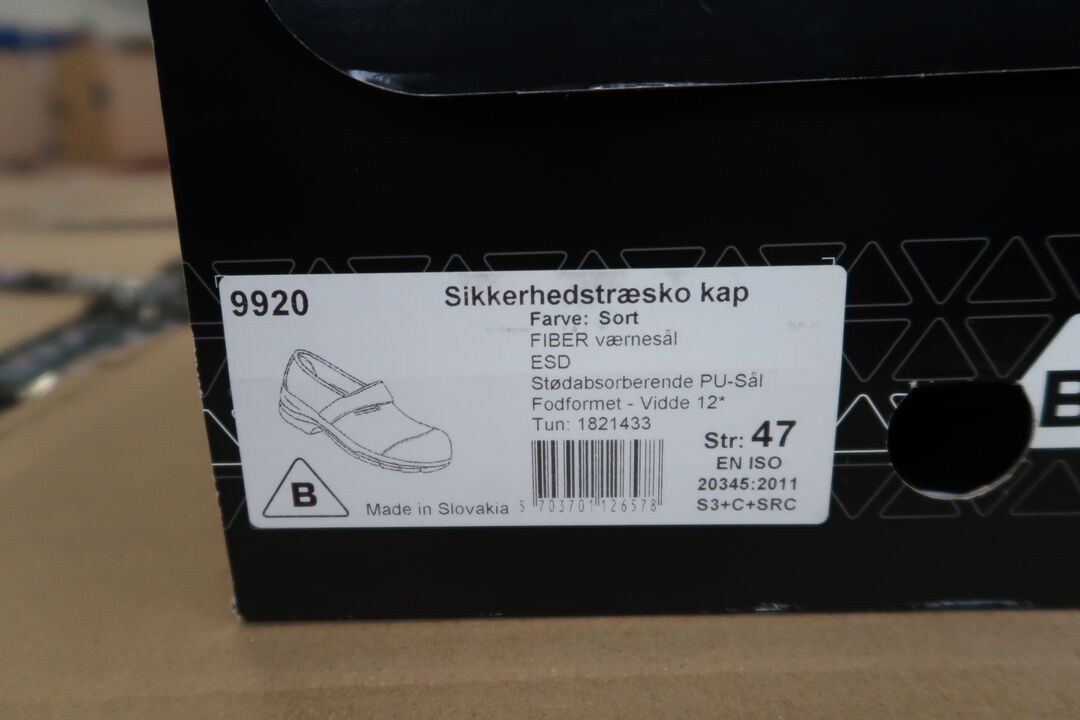 9920
Sikkerhedstræsko kap
Farve: Sort
FIBER værnesål
ESD
Stødabsorberende PU-Sål
Fodformet - Vidde 12*
Tun: 1821433
Str: 47
EN ISO
20345:2011
S3+C+SRC
B
Made in Slovakia
5 703701 126578
B